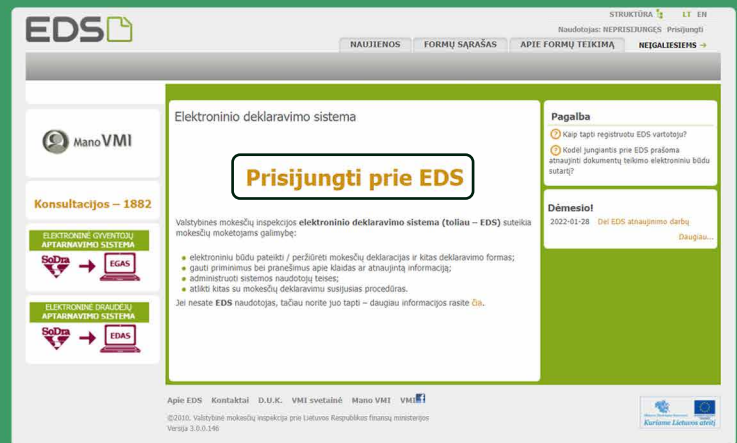 EDS
STRUKTŪRA LT EN
Naudotojas: NEPRISIJUNGĘS Prisijungti
NAUJIENOS FORMŲ SĄRAŠAS APIE FORMŲ TEIKIMĄ NEĮGALIESIEMS →
Mano VMI
Konsultacijos – 1882
ELEKTRONINĖ GYVENTOJŲ
APTARNAVIMO SISTEMA
SoDra → EGAS
ELEKTRONINĖ DRAUDĖJŲ
APTARNAVIMO SISTEMA
SoDra → EDAS
Elektroninio deklaravimo sistema
Prisijungti prie EDS
Valstybinės mokesčių inspekcijos elektroninio deklaravimo sistema (toliau – EDS) suteikia
mokesčių mokėtojams galimybę:
elektroniniu būdu pateikti / peržiūrėti mokesčių deklaracijas ir kitas deklaravimo formas;
gauti priminimus bei pranešimus apie klaidas ar atnaujintą informaciją;
administruoti sistemos naudotojų teises;
atlikti kitas su mokesčių deklaravimu susijusias procedūras.
Jei nesate EDS naudotojas, tačiau norite juo tapti – daugiau informacijos rasite čia.
Pagalba
Kaip tapti registruotu EDS vartotoju?
Kodėl jungiantis prie EDS prašoma
atnaujinti dokumentų teikimo elektroniniu būdu
sutartį?
Dėmesio!
2022-01-28 Dėl EDS atnaujinimo darbų
Daugiau...
Apie EDS Kontaktai D.U.K. VMI svetainė Mano VMI VMI
©2010. Valstybinė mokesčių inspekcija prie Lietuvos Respublikos finansų ministerijos
Versija 3.0.0.146
Kuriame Lietuvos ateitį